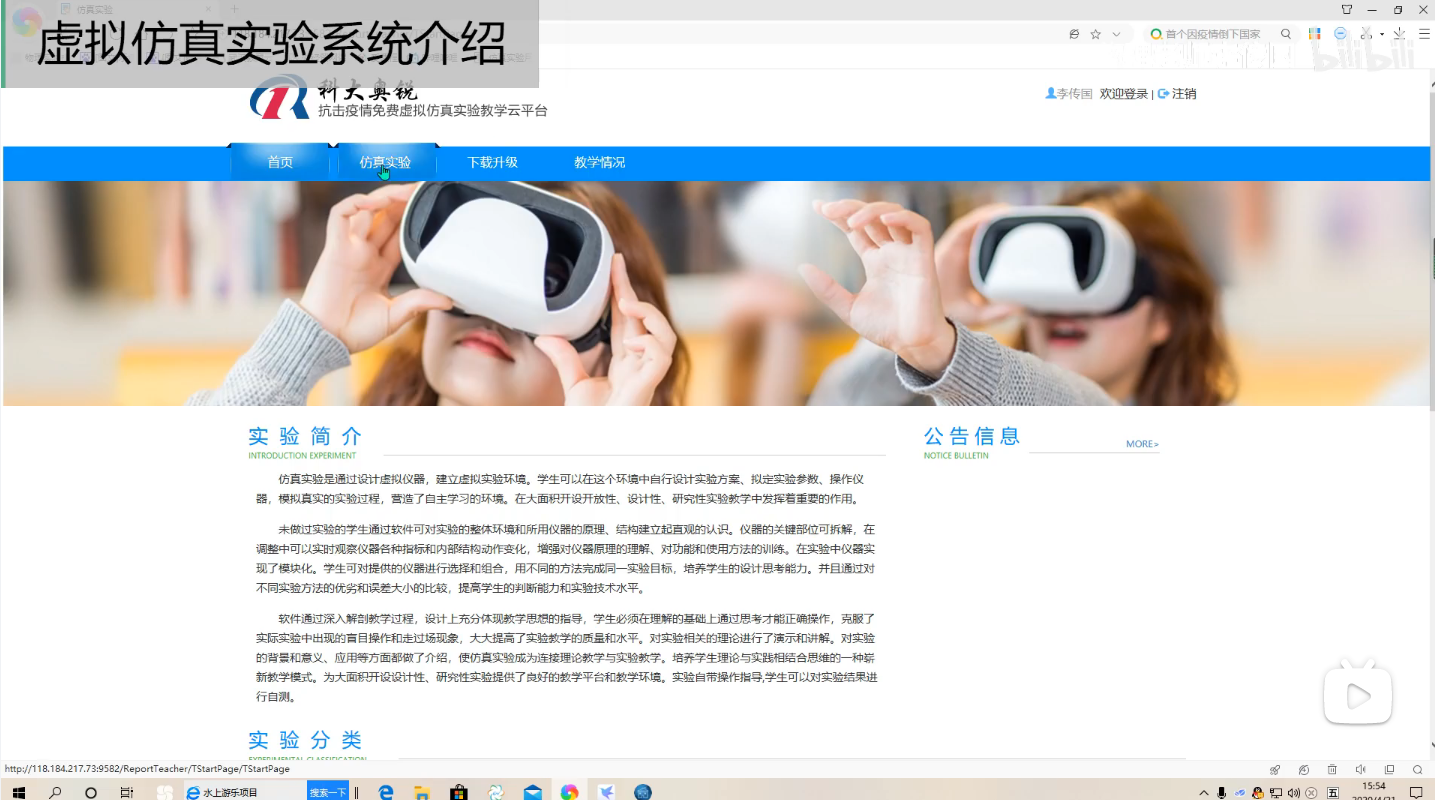 仿真实验
虚拟仿真实验系统介绍
首个因疫情倒下国家
bilibili
科大奥锐
抗击疫情免费虚拟仿真实验教学云平台
李传国 欢迎登录 | 注销
首页 仿真实验 下载升级 教学情况
实验简介
INTRODUCTION EXPERIMENT
仿真实验是通过设计虚拟仪器，建立虚拟实验环境。学生可以在这个环境中自行设计实验方案、拟定实验参数、操作仪
器，模拟真实的实验过程，营造了自主学习的环境。在大面积开设开放性、设计性、研究性实验教学中发挥着重要的作用。
未做过实验的学生通过软件可对实验的整体环境和所用仪器的原理、结构建立起直观的认识。仪器的关键部位可拆解，在
调整中可以实时观察仪器各种指标和内部结构动作变化，增强对仪器原理的理解、对功能和使用方法的训练。在实验中仪器实
现了模块化。学生可对提供的仪器进行选择和组合，用不同的方法完成同一实验目标，培养学生的设计思考能力。并且通过对
不同实验方法的优劣和误差大小的比较，提高学生的判断能力和实验技术水平。
软件通过深入解剖教学过程，设计上充分体现教学思想的指导，学生必须在理解的基础上通过思考才能正确操作，克服了
实际实验中出现的盲目操作和走过场现象，大大提高了实验教学的质量和水平。对实验相关的理论进行了演示和讲解。对实验
的背景和意义、应用等方面都做了介绍，使仿真实验成为连接理论教学与实验教学。培养学生理论与实践相结合思维的一种崭
新教学模式。为大面积开设设计性、研究性实验提供了良好的教学平台和教学环境。实验自带操作指导,学生可以对实验结果进
行自测。
公告信息
NOTICE BULLETIN
MORE>
实验分类
EXPERIMENTAL CLASSIFICATION
http://118.184.217.73:9582/ReportTeacher/TStartPage/TStartPage
水上游乐项目 搜索一下
五
15:54
2020/4/21